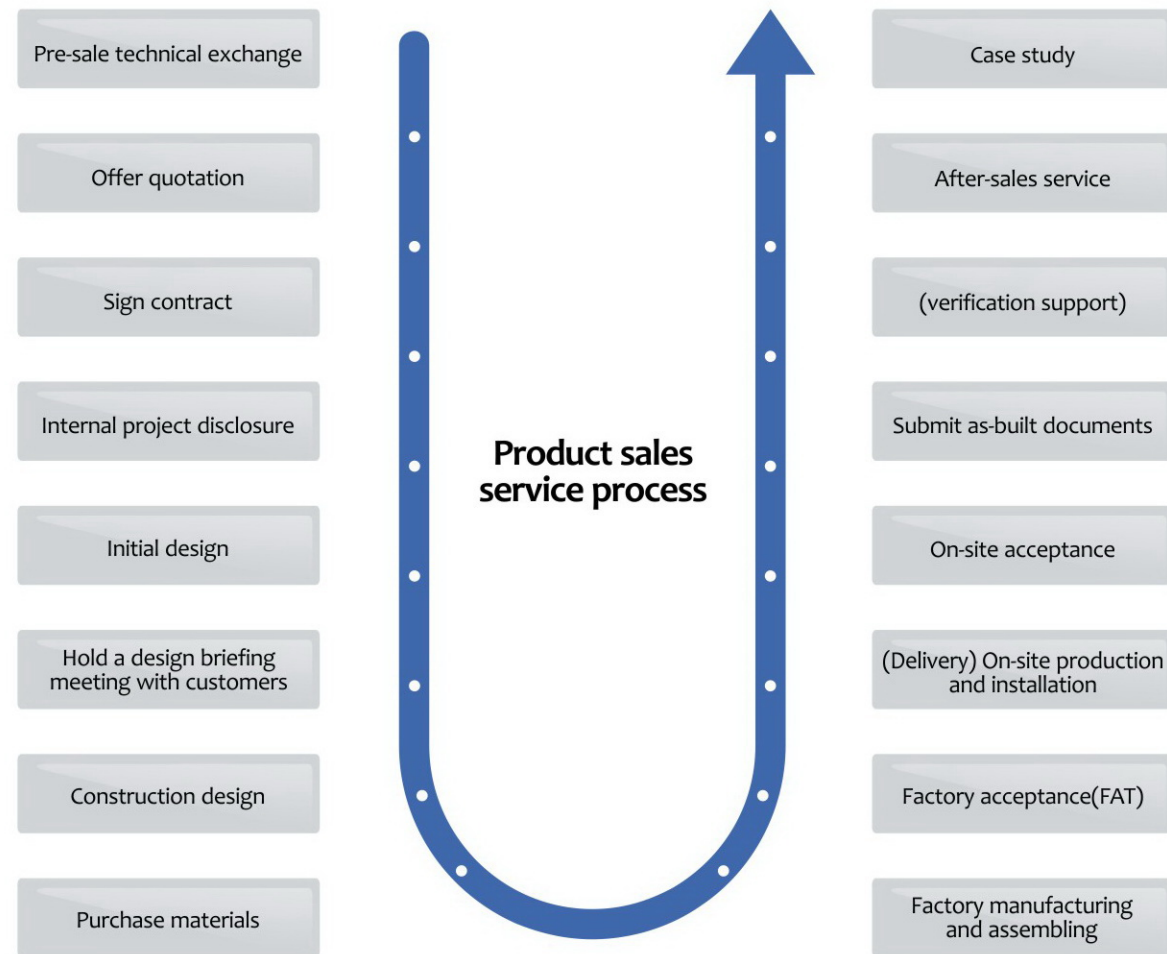 Pre-sale technical exchange
Offer quotation
Sign contract
Internal project disclosure
Initial design
Hold a design briefing
meeting with customers
Construction design
Purchase materials
Product sales
service process
Case study
After-sales service
(verification support)
Submit as-built documents
On-site acceptance
(Delivery) On-site production
and installation
Factory acceptance(FAT)
Factory manufacturing
and assembling